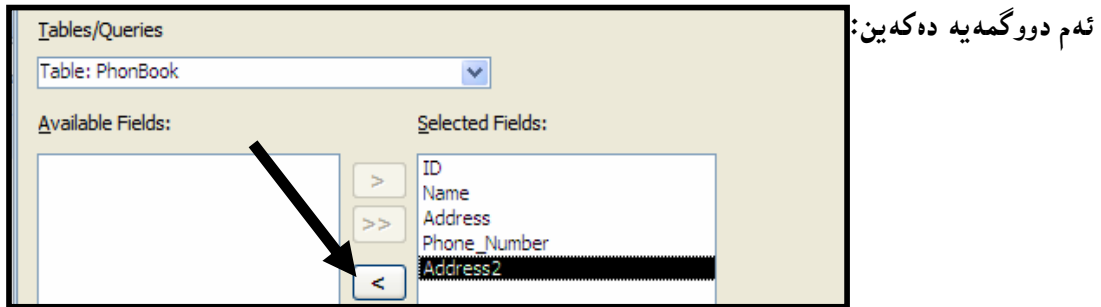 ئەم دووگمەیە دەکەین:
Tables/Queries
Table: PhonBook
Available Fields:
Selected Fields:
>
>>
<
ID
Name
Address
Phone_Number
Address2